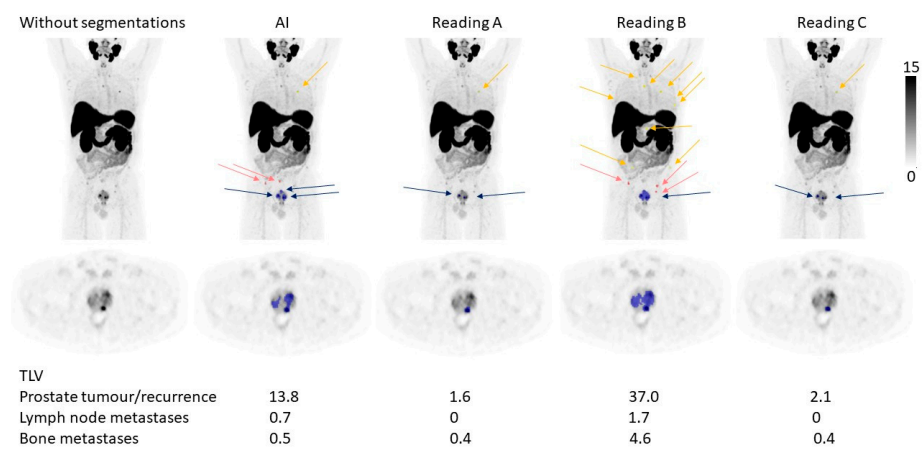 Without segmentations AI Reading A Reading B Reading C
15
0
TLV
Prostate tumour/recurrence 13.8 1.6 37.0 2.1
Lymph node metastases 0.7 0 1.7 0
Bone metastases 0.5 0.4 4.6 0.4